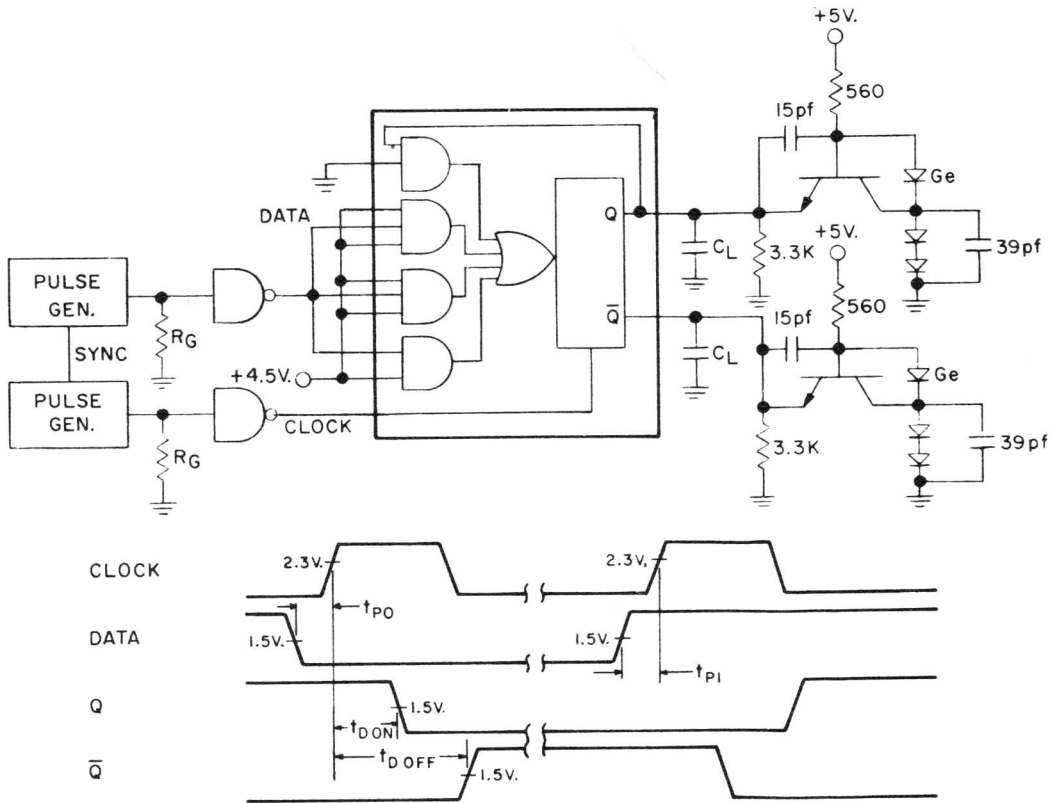 +5V.
560
15pf
Ge
DATA
Q
+5V.
C_L
3.3K
39pf
PULSE
GEN.
R_G
560
SYNC
Q̅
15pf
C_L
Ge
+4.5V.
PULSE
GEN.
CLOCK
R_G
3.3K
39pf
CLOCK
2.3V.
2.3V.
t_PO
DATA
1.5V.
1.5V.
t_PI
Q
1.5V.
t_D ON
t_D OFF
Q̅
1.5V.